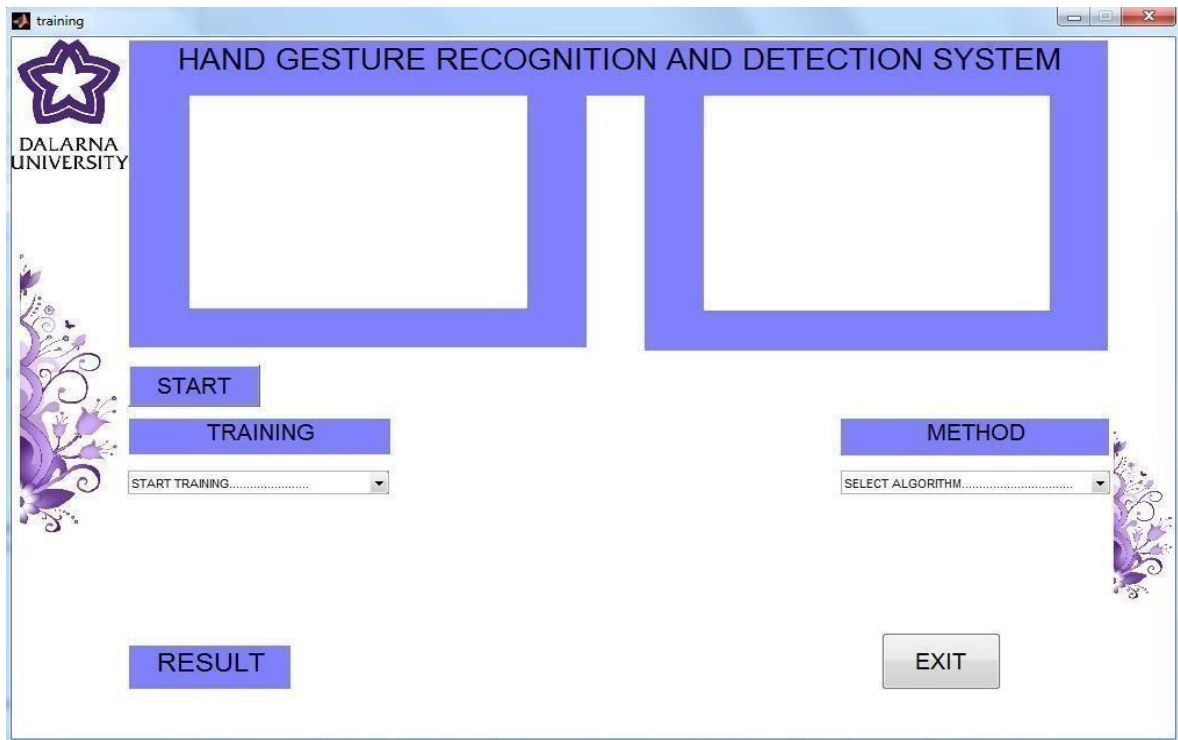 training
HAND GESTURE RECOGNITION AND DETECTION SYSTEM
DALARNA
UNIVERSITY
START
TRAINING
METHOD
START TRAINING......................
SELECT ALGORITHM..............................
RESULT
EXIT